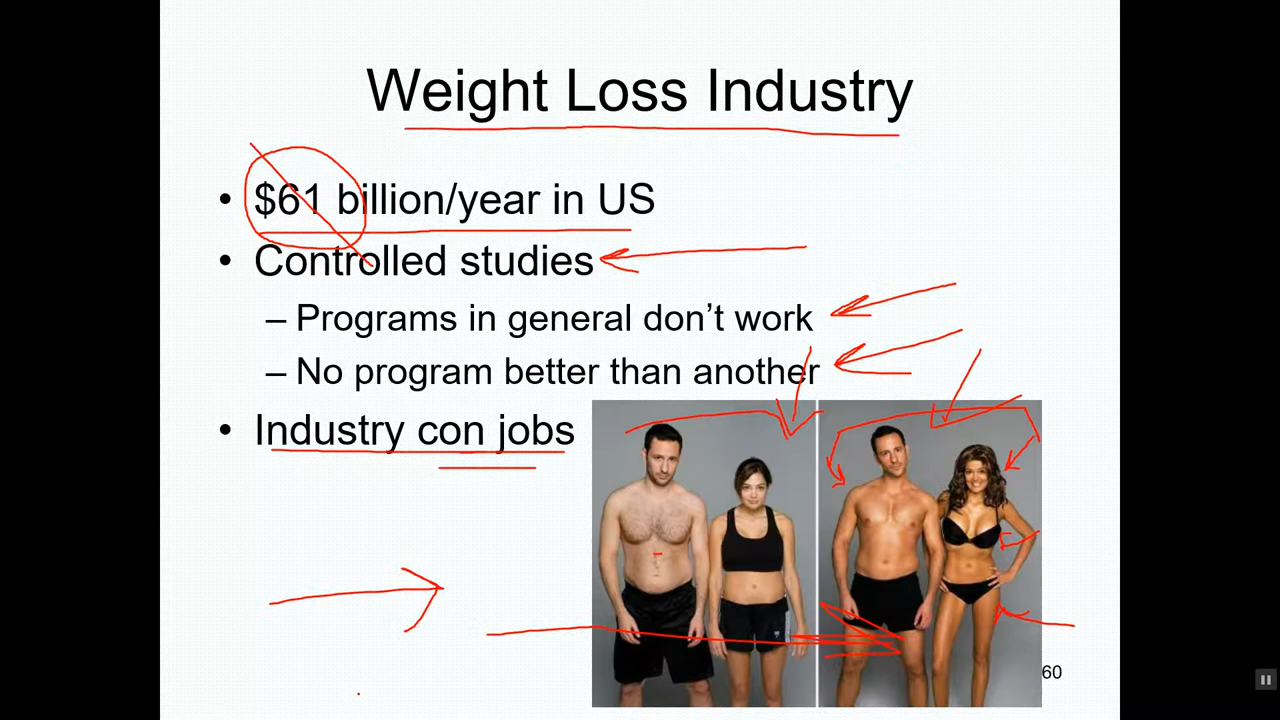 Weight Loss Industry
• $61 billion/year in US
• Controlled studies
– Programs in general don't work
– No program better than another
• Industry con jobs
60